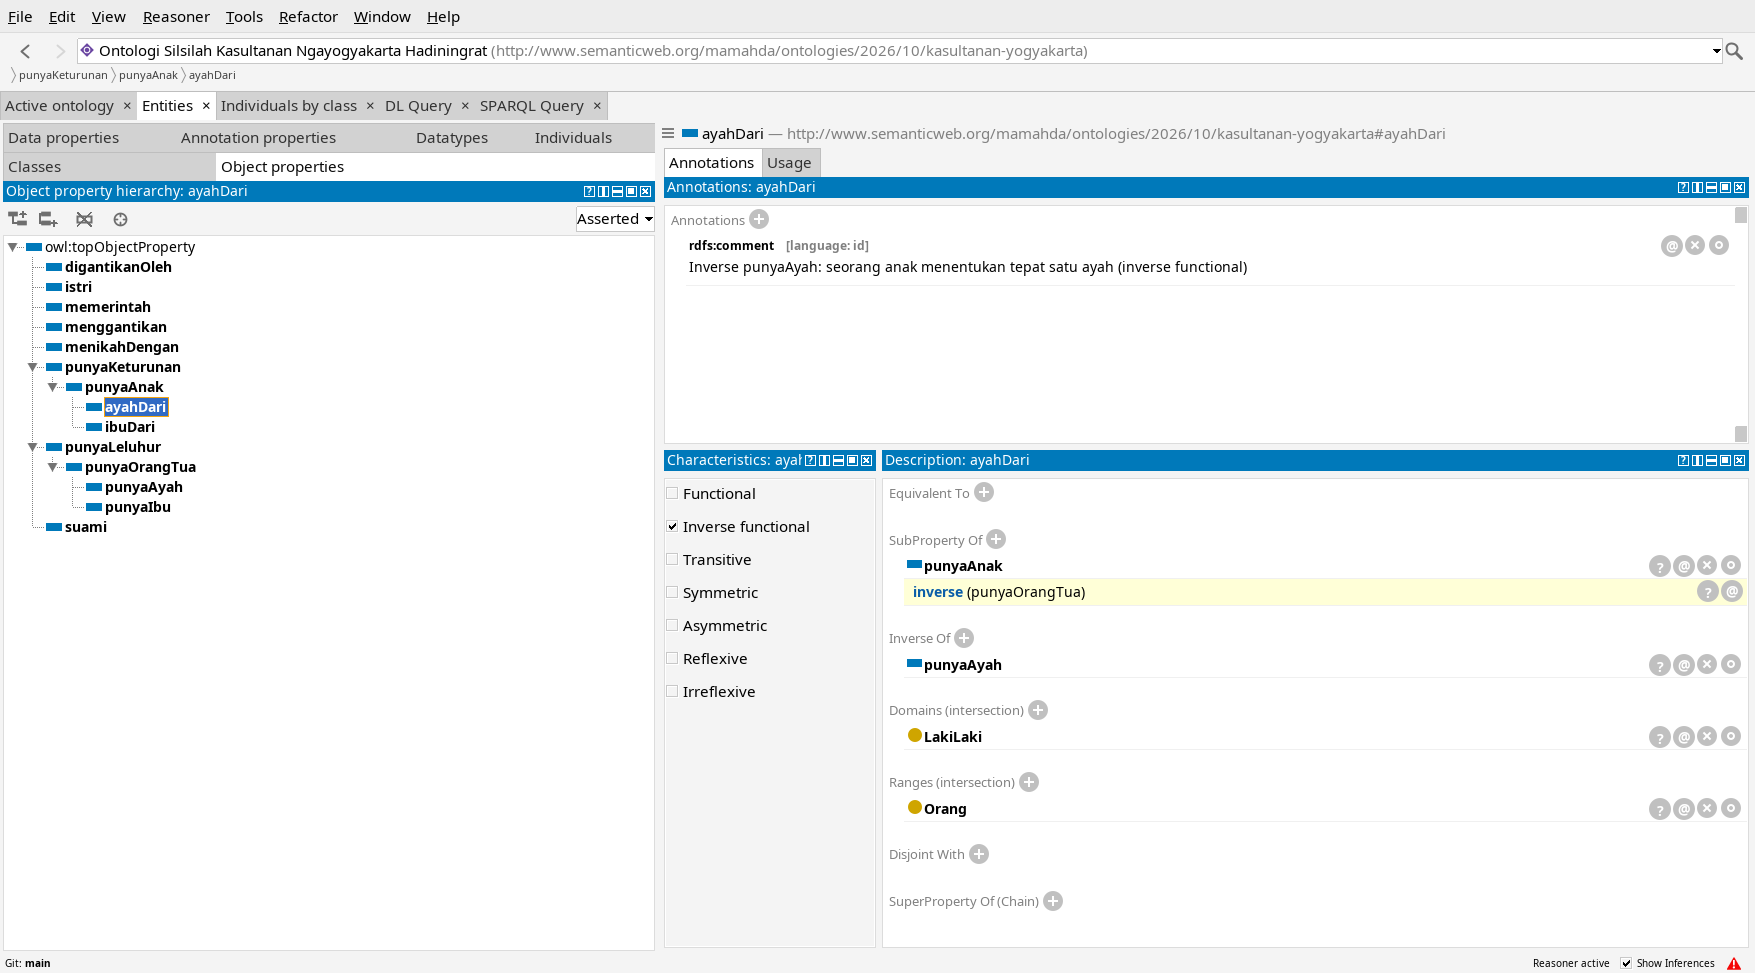 File Edit View Reasoner Tools Refactor Window Help
Ontologi Silsilah Kasultanan Ngayogyakarta Hadiningrat (http://www.semanticweb.org/mamahda/ontologies/2026/10/kasultanan-yogyakarta)
punyaKeturunan punyaAnak ayahDari
Active ontology × Entities × Individuals by class × DL Query × SPARQL Query ×
Data properties Annotation properties Datatypes Individuals
Classes Object properties
Object property hierarchy: ayahDari
Asserted
owl:topObjectProperty
digantikanOleh
istri
memerintah
menggantikan
menikahDengan
punyaKeturunan
punyaAnak
ayahDari
ibuDari
punyaLeluhur
punyaOrangTua
punyaAyah
punyaIbu
suami
ayahDari — http://www.semanticweb.org/mamahda/ontologies/2026/10/kasultanan-yogyakarta#ayahDari
Annotations Usage
Annotations: ayahDari
Annotations
rdfs:comment [language: id]
Inverse punyaAyah: seorang anak menentukan tepat satu ayah (inverse functional)
Characteristics: ayah
Functional
Inverse functional
Transitive
Symmetric
Asymmetric
Reflexive
Irreflexive
Description: ayahDari
Equivalent To
SubProperty Of
punyaAnak
inverse (punyaOrangTua)
Inverse Of
punyaAyah
Domains (intersection)
LakiLaki
Ranges (intersection)
Orang
Disjoint With
SuperProperty Of (Chain)
Git: main
Reasoner active Show Inferences